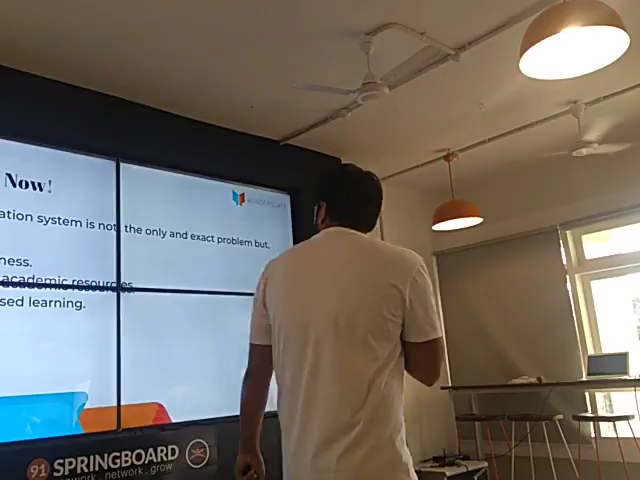 Now!
WONDERSLATE
ation system is not the only and exact problem but,
ness.
academic resources.
sed learning.
91 SPRINGBOARD
work . network . grow